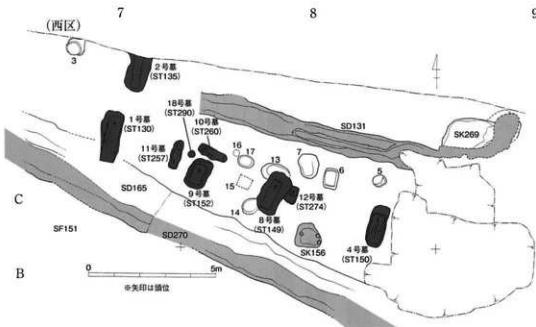 7
8
9
(西区)
3
2号墓
(ST135)
18号墓
(ST290)
10号墓
(ST260)
1号墓
(ST130)
11号墓
(ST257)
16
17
13
7
6
5
SD131
SK269
15
9号墓
(ST152)
12号墓
(ST274)
14
8号墓
(ST149)
SD165
C
SF151
SD270
SK156
4号墓
(ST150)
B
0
5m
※矢印は頭位